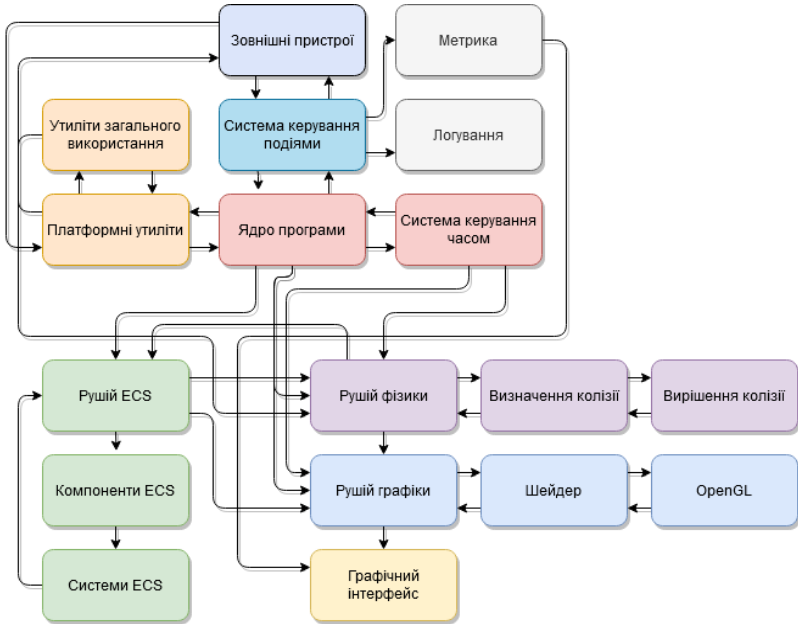 Зовнішні пристрої
Метрика
Утиліти загального
використання
Система керування
подіями
Логування
Платформні утиліти
Ядро програми
Система керування
часом
Рушій ECS
Рушій фізики
Визначення колізії
Вирішення колізії
Компоненти ECS
Рушій графіки
Шейдер
OpenGL
Системи ECS
Графічний
інтерфейс